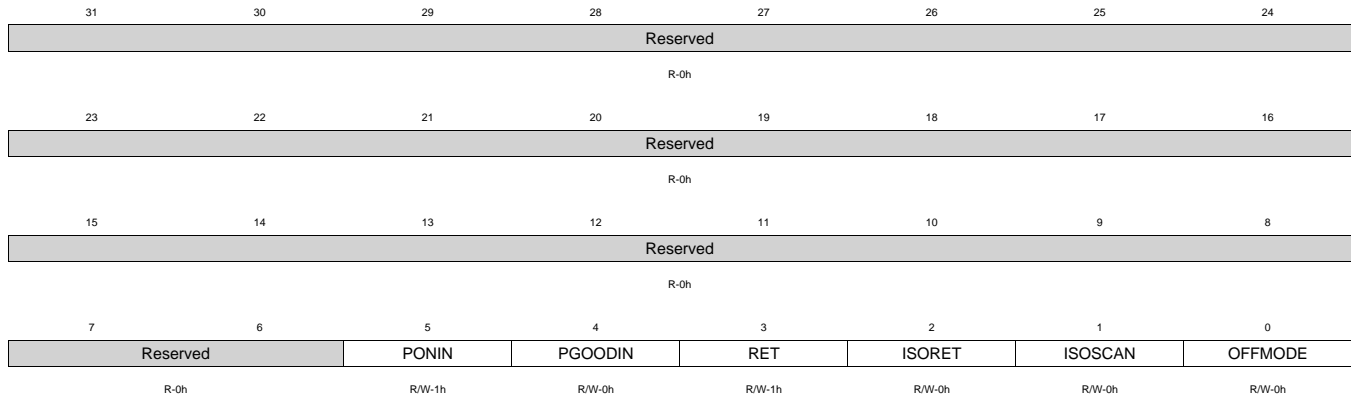 31 30 29 28 27 26 25 24
Reserved
R-0h
23 22 21 20 19 18 17 16
Reserved
R-0h
15 14 13 12 11 10 9 8
Reserved
R-0h
7 6 5 4 3 2 1 0
Reserved PONIN PGOODIN RET ISORET ISOSCAN OFFMODE
R-0h R/W-1h R/W-0h R/W-1h R/W-0h R/W-0h R/W-0h